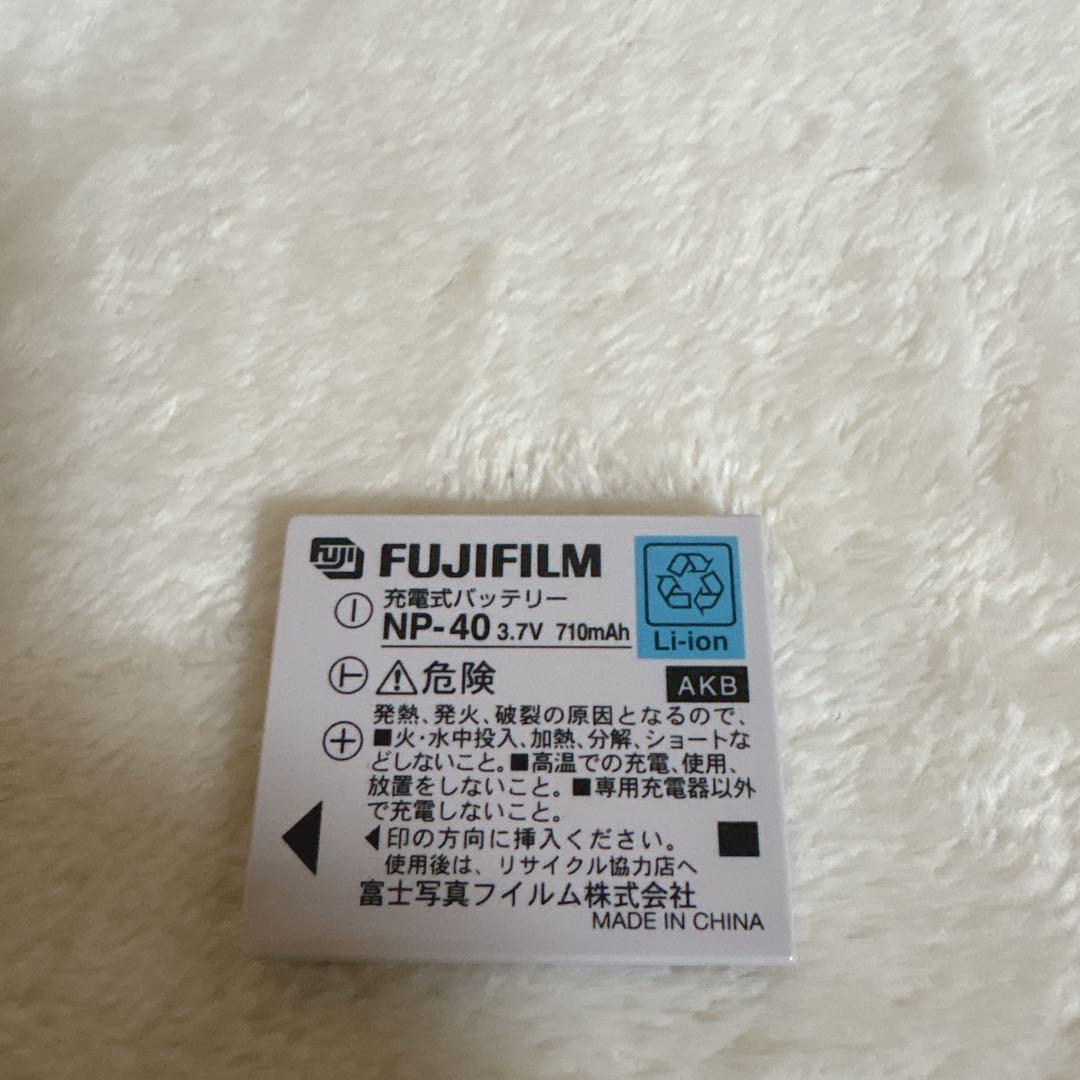 Fuji FUJIFILM
充電式バッテリー
NP-40 3.7V 710mAh
Li-ion
⚠危険
AKB
発熱、発火、破裂の原因となるので、
■火・水中投入、加熱、分解、ショートな
どしないこと。■高温での充電、使用、
放置をしないこと。■専用充電器以外
で充電しないこと。
◀印の方向に挿入ください。
使用後は、リサイクル協力店へ
富士写真フイルム株式会社
MADE IN CHINA